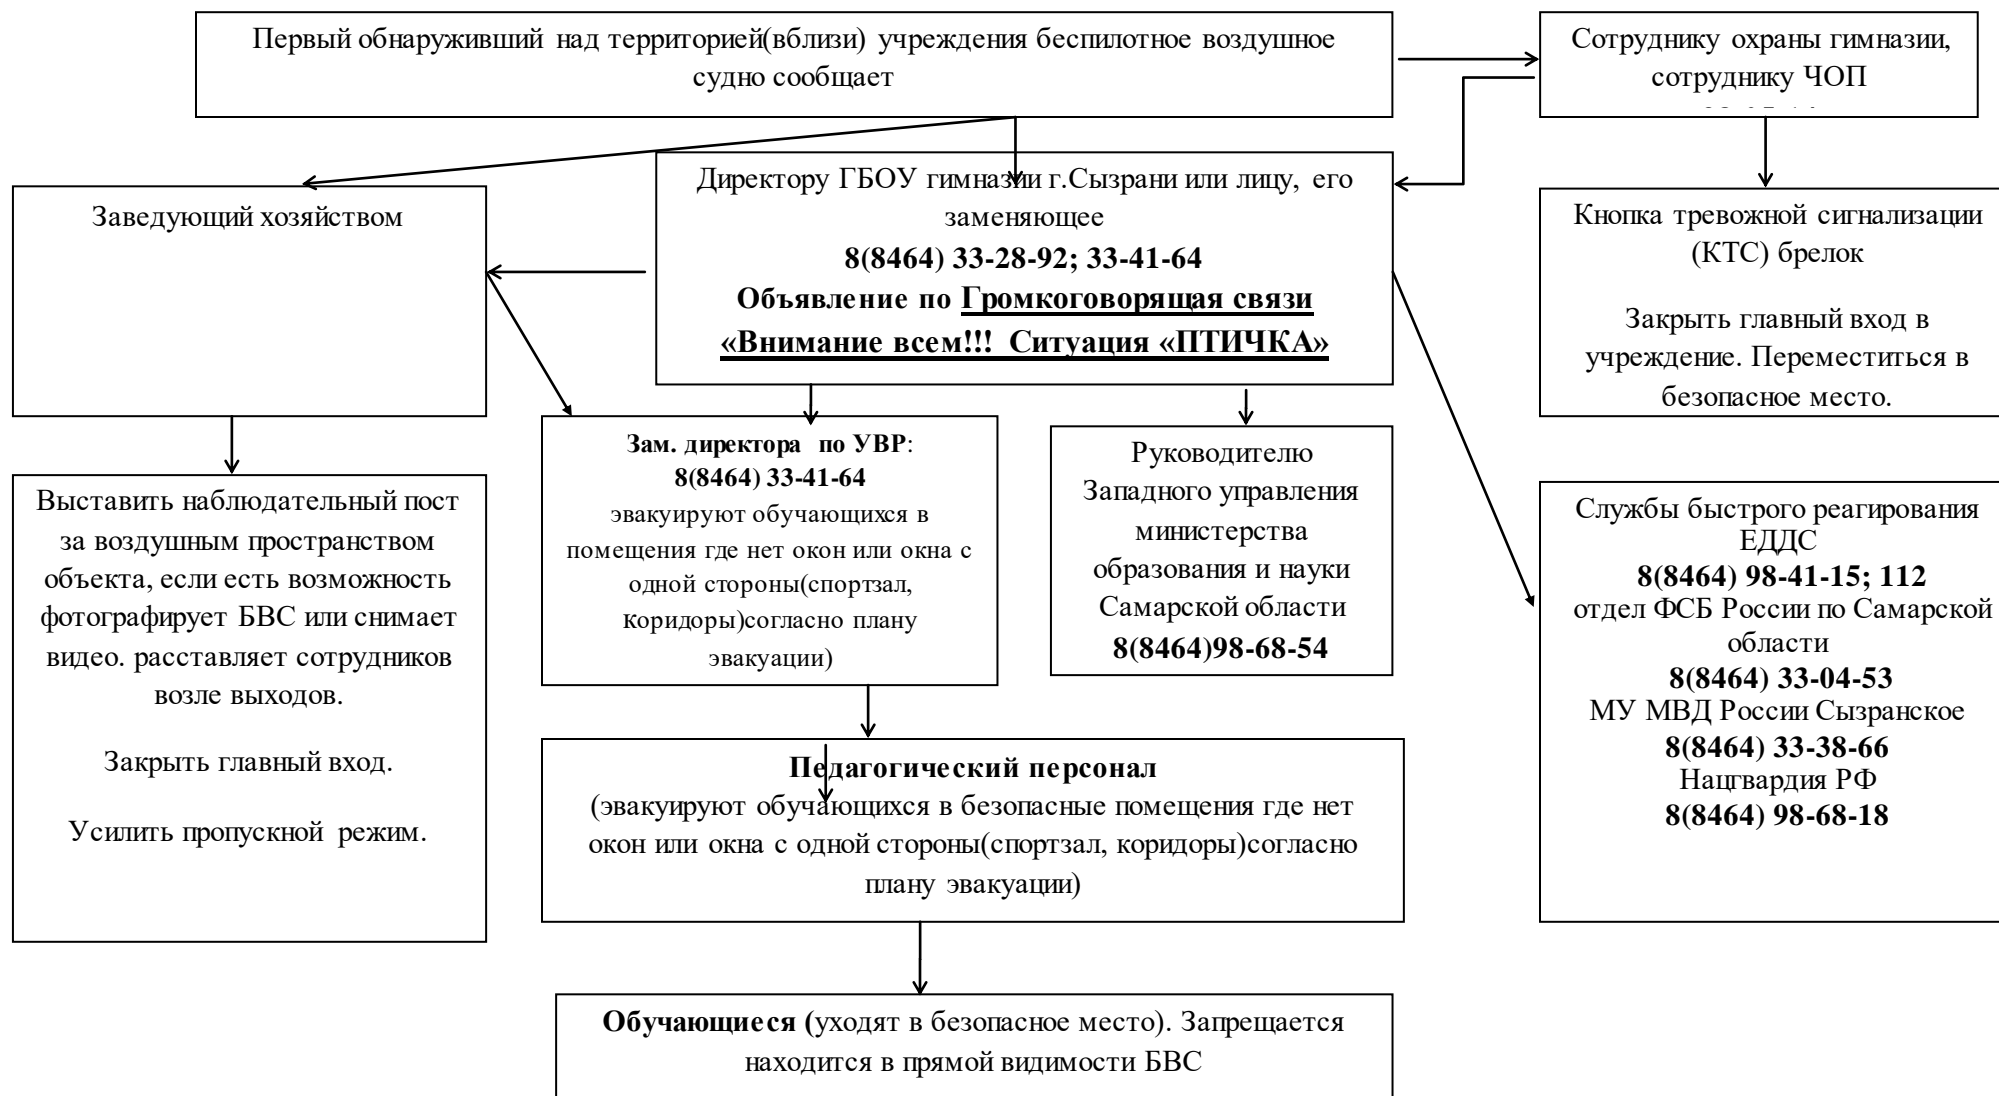 Первый обнаруживший над территорией(вблизи) учреждения беспилотное воздушное
судно сообщает
Сотруднику охраны гимназии,
сотруднику ЧОП
Заведующий хозяйством
Директору ГБОУ гимназии г.Сызрани или лицу, его
заменяющее
8(8464) 33-28-92; 33-41-64
Объявление по Громкоговорящая связи
«Внимание всем!!! Ситуация «ПТИЧКА»
Кнопка тревожной сигнализации
(КТС) брелок
Закрыть главный вход в
учреждение. Переместиться в
безопасное место.
Выставить наблюдательный пост
за воздушным пространством
объекта, если есть возможность
фотографирует БВС или снимает
видео. расставляет сотрудников
возле выходов.
Закрыть главный вход.
Усилить пропускной режим.
Зам. директора по УВР:
8(8464) 33-41-64
эвакуируют обучающихся в
помещения где нет окон или окна с
одной стороны(спортзал,
коридоры)согласно плану
эвакуации)
Руководителю
Западного управления
министерства
образования и науки
Самарской области
8(8464)98-68-54
Службы быстрого реагирования
ЕДДС
8(8464) 98-41-15; 112
отдел ФСБ России по Самарской
области
8(8464) 33-04-53
МУ МВД России Сызранское
8(8464) 33-38-66
Нацгвардия РФ
8(8464) 98-68-18
Педагогический персонал
(эвакуируют обучающихся в безопасные помещения где нет
окон или окна с одной стороны(спортзал, коридоры)согласно
плану эвакуации)
Обучающиеся (уходят в безопасное место). Запрещается
находится в прямой видимости БВС